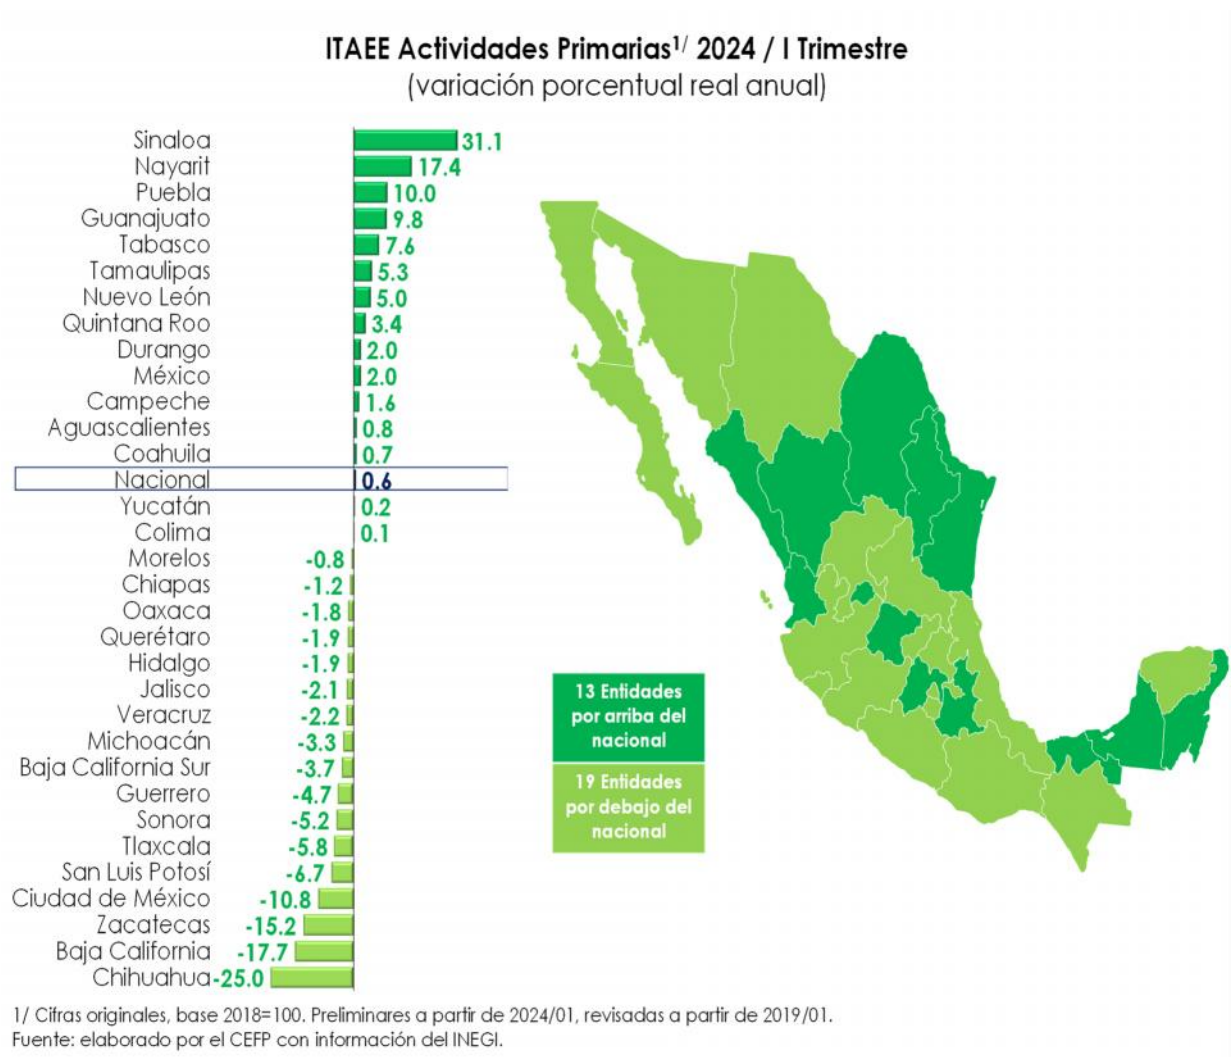 ITAEE Actividades Primarias1/ 2024 / I Trimestre
(variación porcentual real anual)
Sinaloa 31.1
Nayarit 17.4
Puebla 10.0
Guanajuato 9.8
Tabasco 7.6
Tamaulipas 5.3
Nuevo León 5.0
Quintana Roo 3.4
Durango 2.0
México 2.0
Campeche 1.6
Aguascalientes 0.8
Coahuila 0.7
Nacional 0.6
Yucatán 0.2
Colima 0.1
Morelos -0.8
Chiapas -1.2
Oaxaca -1.8
Querétaro -1.9
Hidalgo -1.9
Jalisco -2.1
Veracruz -2.2
Michoacán -3.3
Baja California Sur -3.7
Guerrero -4.7
Sonora -5.2
Tlaxcala -5.8
San Luis Potosí -6.7
Ciudad de México -10.8
Zacatecas -15.2
Baja California -17.7
Chihuahua -25.0
13 Entidades
por arriba del
nacional
19 Entidades
por debajo del
nacional
1/ Cifras originales, base 2018=100. Preliminares a partir de 2024/01, revisadas a partir de 2019/01.
Fuente: elaborado por el CEFP con información del INEGI.